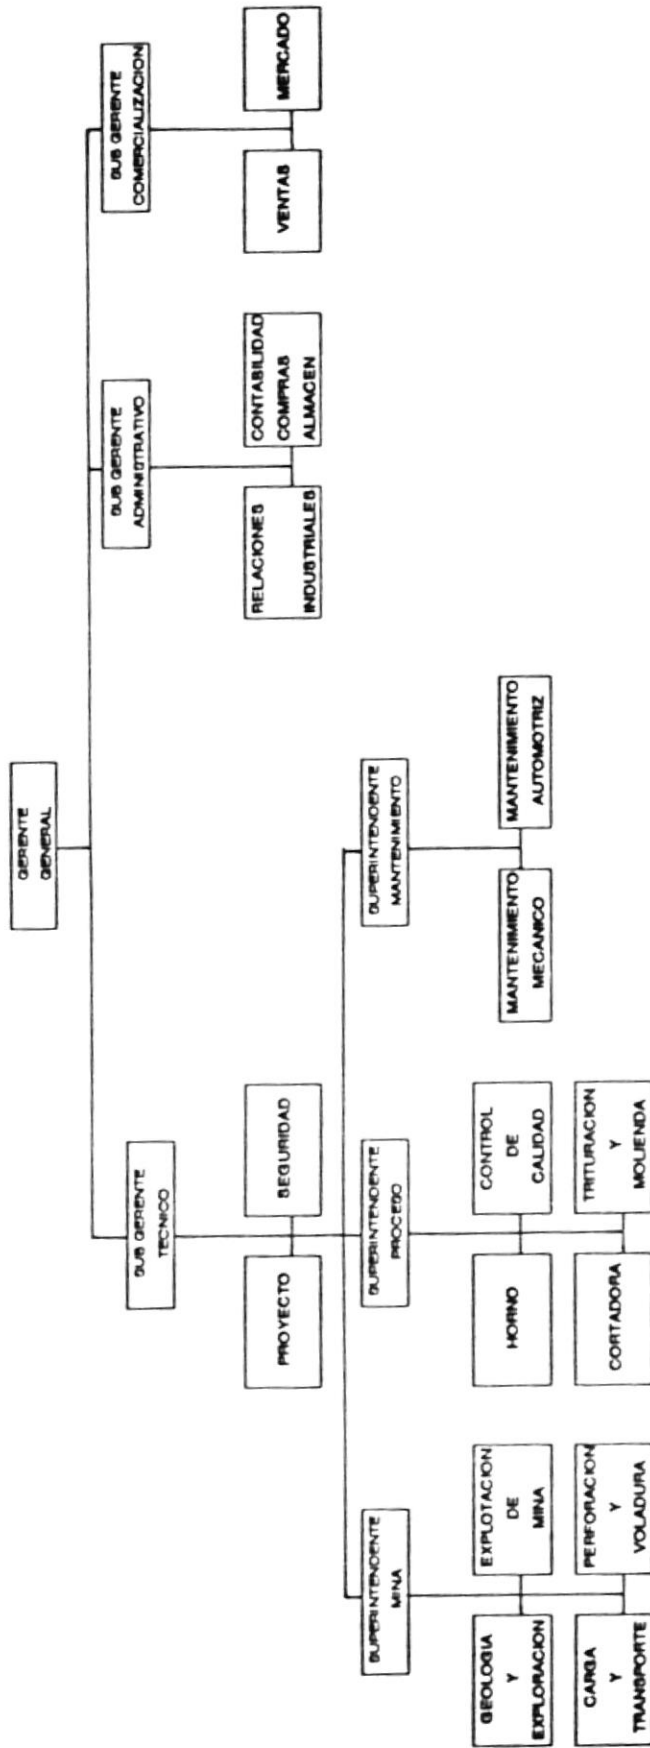 GERENTE
GENERAL
SUB GERENTE
TECNICO
SUB GERENTE
ADMINISTRATIVO
SUB GERENTE
COMERCIALIZACION
PROYECTO
SEGURIDAD
RELACIONES
INDUSTRIALES
CONTABILIDAD
COMPRAS
ALMACEN
VENTAS
MERCADO
SUPERINTENDENTE
MINA
SUPERINTENDENTE
PROCESO
SUPERINTENDENTE
MANTENIMIENTO
GEOLOGIA
Y
EXPLORACION
EXPLOTACION
DE
MINA
HORNO
CONTROL
DE
CALIDAD
MANTENIMIENTO
MECANICO
MANTENIMIENTO
AUTOMOTRIZ
CARGA
Y
TRANSPORTE
PERFORACION
Y
VOLADURA
CORTADORA
TRITURACION
Y
MOLIENDA